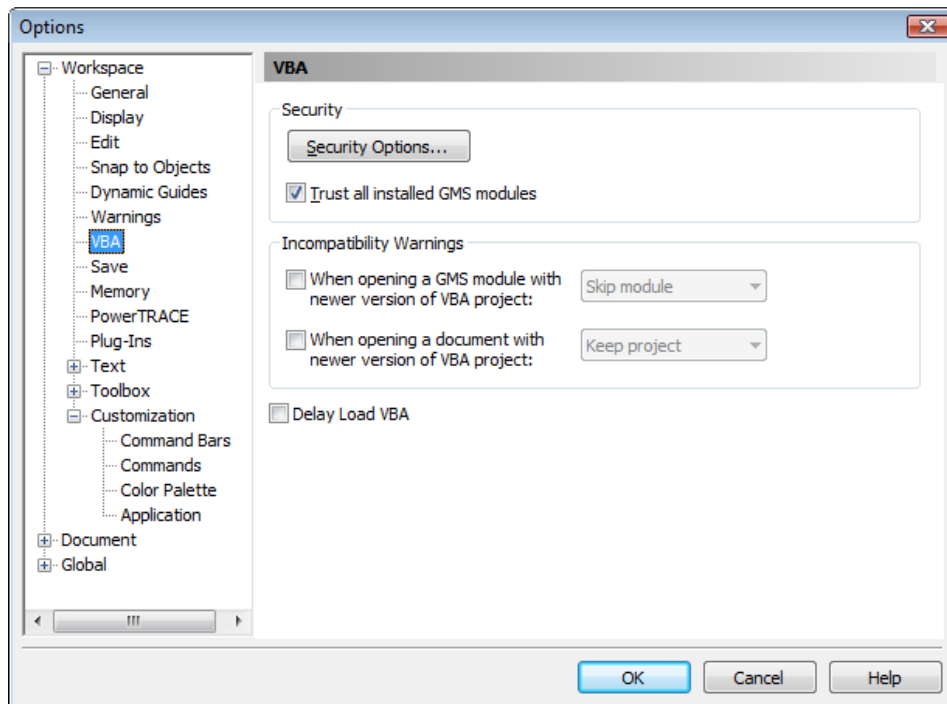 Options
Workspace
General
Display
Edit
Snap to Objects
Dynamic Guides
Warnings
VBA
Save
Memory
PowerTRACE
Plug-Ins
Text
Toolbox
Customization
Command Bars
Commands
Color Palette
Application
Document
Global
VBA
Security
Security Options...
Trust all installed GMS modules
Incompatibility Warnings
When opening a GMS module with
newer version of VBA project:
Skip module
When opening a document with
newer version of VBA project:
Keep project
Delay Load VBA
OK
Cancel
Help